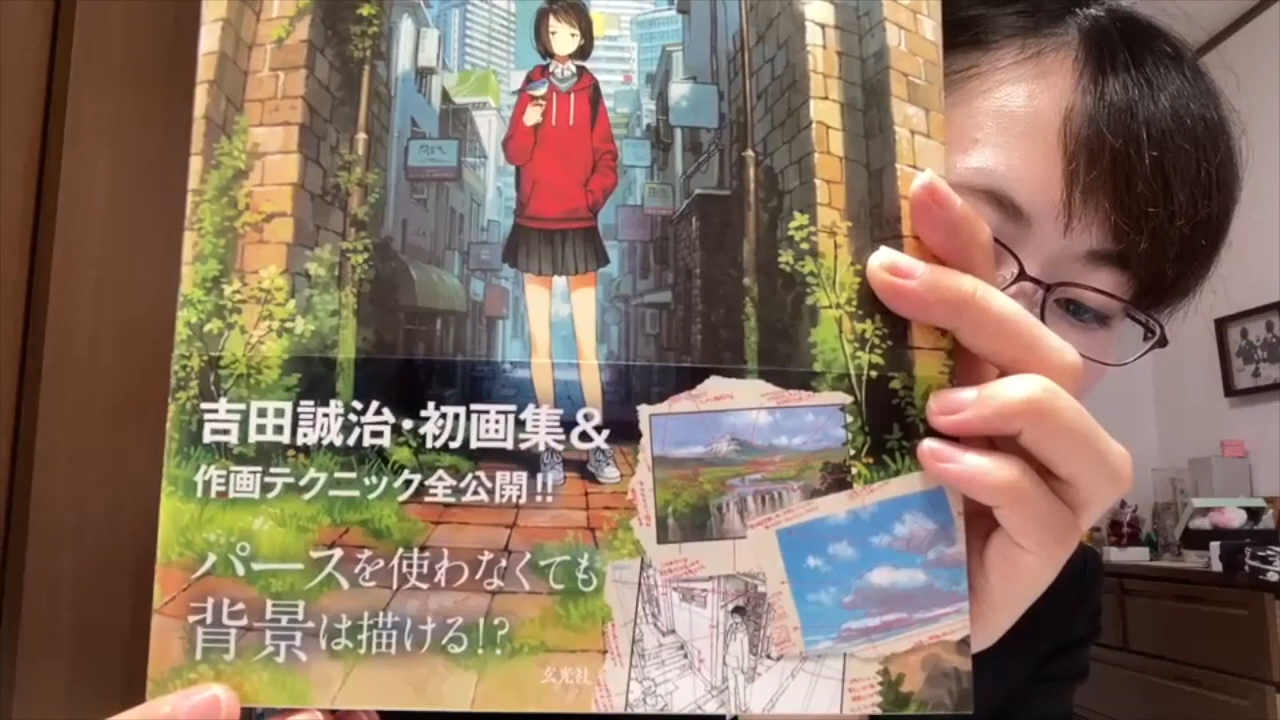 吉田誠治・初画集&
作画テクニック全公開!!
パースを使わなくても
背景は描ける!?
玄光社